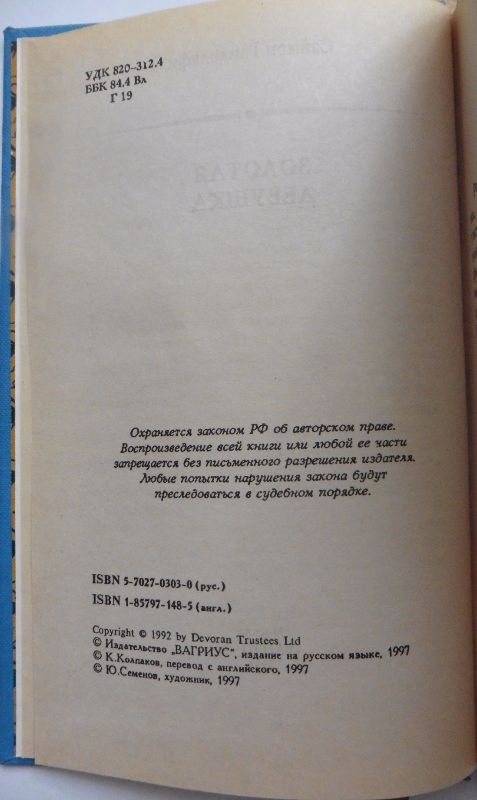 УДК 820-312.4
ББК 84.4 Вл
Г 19
ЗОЛОТАЯ
ДЕВУШКА
Охраняется законом РФ об авторском праве.
Воспроизведение всей книги или любой ее части
запрещается без письменного разрешения издателя.
Любые попытки нарушения закона будут
преследоваться в судебном порядке.
ISBN 5-7027-0303-0 (рус.)
ISBN 1-85797-148-5 (англ.)
Copyright © 1992 by Devoran Trustees Ltd
© Издательство „ВАГРИУС", издание на русском языке, 1997
© К.Колпаков, перевод с английского, 1997
© Ю.Семенов, художник, 1997